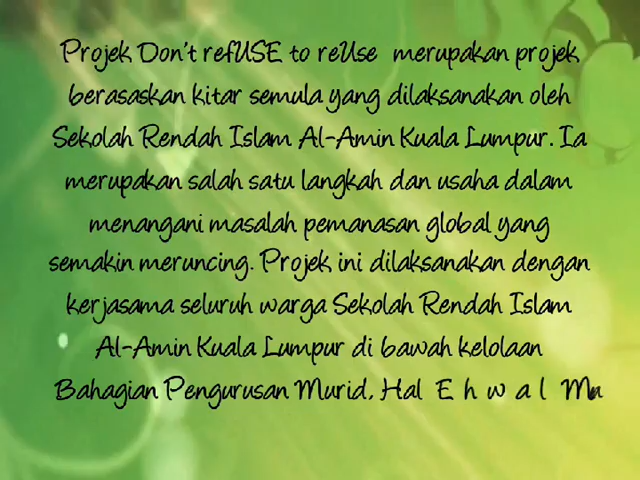 Projek Don't refUSE to reUse merupakan projek
berasaskan kitar semula yang dilaksanakan oleh
Sekolah Rendah Islam Al-Amin Kuala Lumpur. Ia
merupakan salah satu langkah dan usaha dalam
menangani masalah pemanasan global yang
semakin meruncing. Projek ini dilaksanakan dengan
kerjasama seluruh warga Sekolah Rendah Islam
Al-Amin Kuala Lumpur di bawah kelolaan
Bahagian Pengurusan Murid, Hal E h w a l